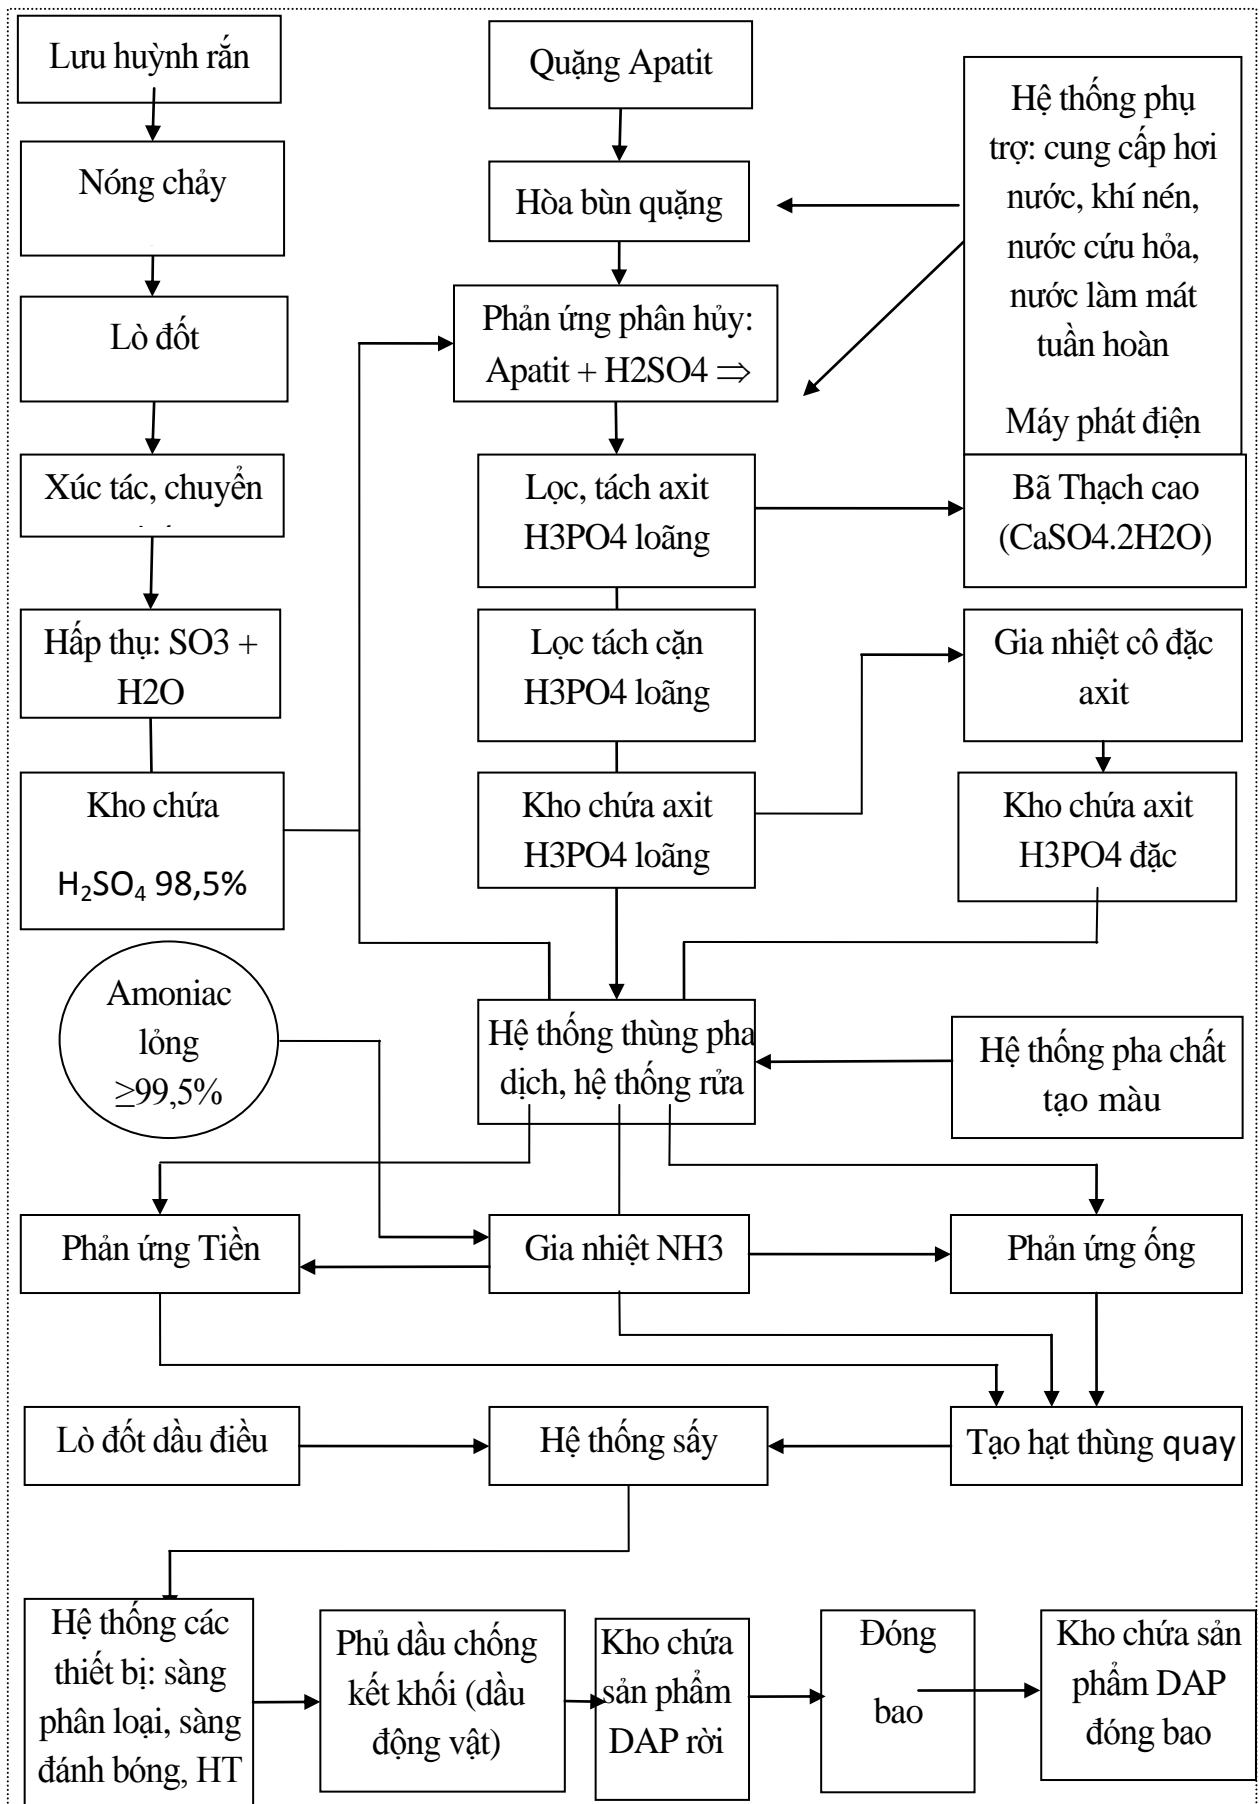 Lưu huỳnh rắn
Nóng chảy
Lò đốt
Xúc tác, chuyển
Hấp thụ: SO3 +
H2O
Kho chứa
H₂SO₄ 98,5%
Quặng Apatit
Hòa bùn quặng
Phản ứng phân hủy:
Apatit + H2SO4 ⇒
Lọc, tách axit
H3PO4 loãng
Lọc tách cặn
H3PO4 loãng
Kho chứa axit
H3PO4 loãng
Hệ thống phụ
trợ: cung cấp hơi
nước, khí nén,
nước cứu hỏa,
nước làm mát
tuần hoàn
Máy phát điện
Bã Thạch cao
(CaSO4.2H2O)
Gia nhiệt cô đặc
axit
Kho chứa axit
H3PO4 đặc
Amoniac
lỏng
≥99,5%
Hệ thống thùng pha
dịch, hệ thống rửa
Hệ thống pha chất
tạo màu
Phản ứng Tiền
Gia nhiệt NH3
Phản ứng ống
Lò đốt dầu điều
Hệ thống sấy
Tạo hạt thùng quay
Hệ thống các
thiết bị: sàng
phân loại, sàng
đánh bóng, HT
Phủ dầu chống
kết khối (dầu
động vật)
Kho chứa
sản phẩm
DAP rời
Đóng
bao
Kho chứa sản
phẩm DAP
đóng bao